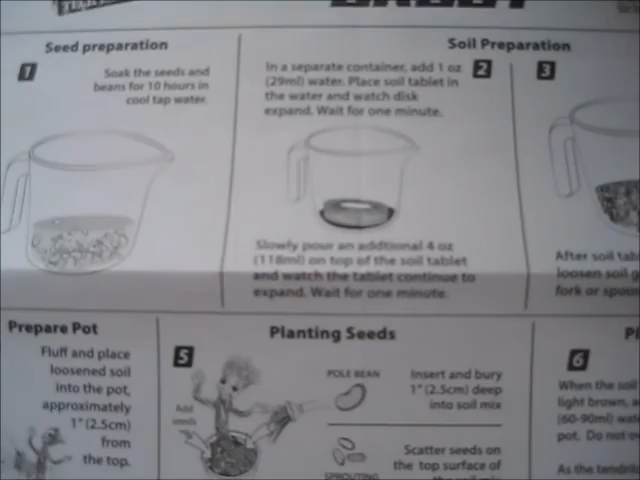 Seed preparation
1
Soak the seeds and
beans for 10 hours in
cool tap water.
Soil Preparation
In a separate container, add 1 oz
(29ml) water. Place soil tablet in
the water and watch disk
expand. Wait for one minute.
2
Slowly pour an addtional 4 oz
(118ml) on top of the soil tablet
and watch the tablet continue to
expand. Wait for one minute.
3
After soil
loosen soil
fork or
Prepare Pot
Fluff and place
loosened soil
into the pot,
approximately
1" (2.5cm)
from
the top.
Planting Seeds
5
Add
seeds
POLE BEAN
Insert and bury
1" (2.5cm) deep
into soil mix
SPROUTING
Scatter seeds on
the top surface of
6
When the soil
light brown,
(60-90ml)
pot. Do not
As the